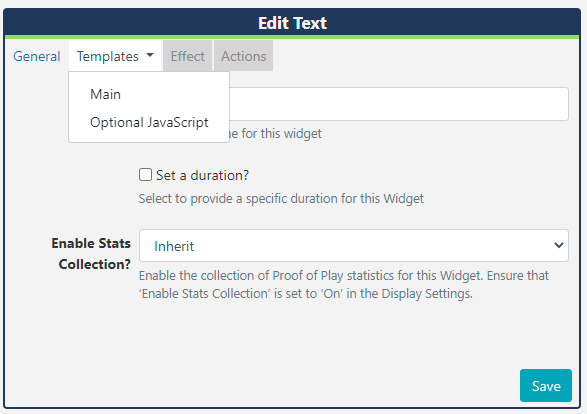 Edit Text
General Templates Effect Actions
Main
Optional JavaScript
for this widget
Set a duration?
Select to provide a specific duration for this Widget
Enable Stats
Collection?
Inherit
Enable the collection of Proof of Play statistics for this Widget. Ensure that
‘Enable Stats Collection’ is set to ‘On’ in the Display Settings.
Save